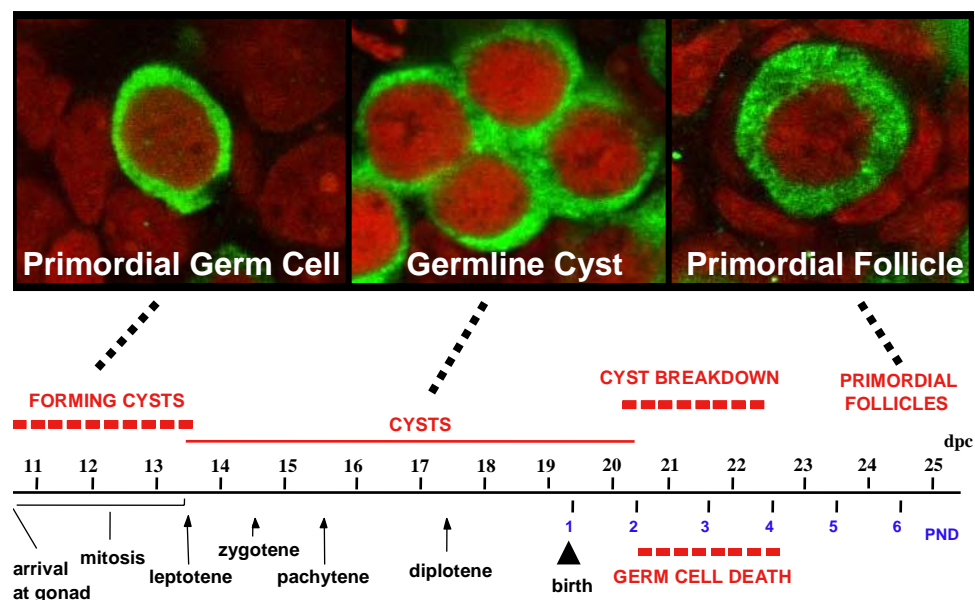 Primordial Germ Cell
Germline Cyst
Primordial Follicle
FORMING CYSTS
CYSTS
CYST BREAKDOWN
PRIMORDIAL
FOLLICLES
dpc
11 12 13 14 15 16 17 18 19 20 21 22 23 24 25
1 2 3 4 5 6 PND
arrival
at gonad
mitosis
leptotene
zygotene
pachytene
diplotene
birth
GERM CELL DEATH